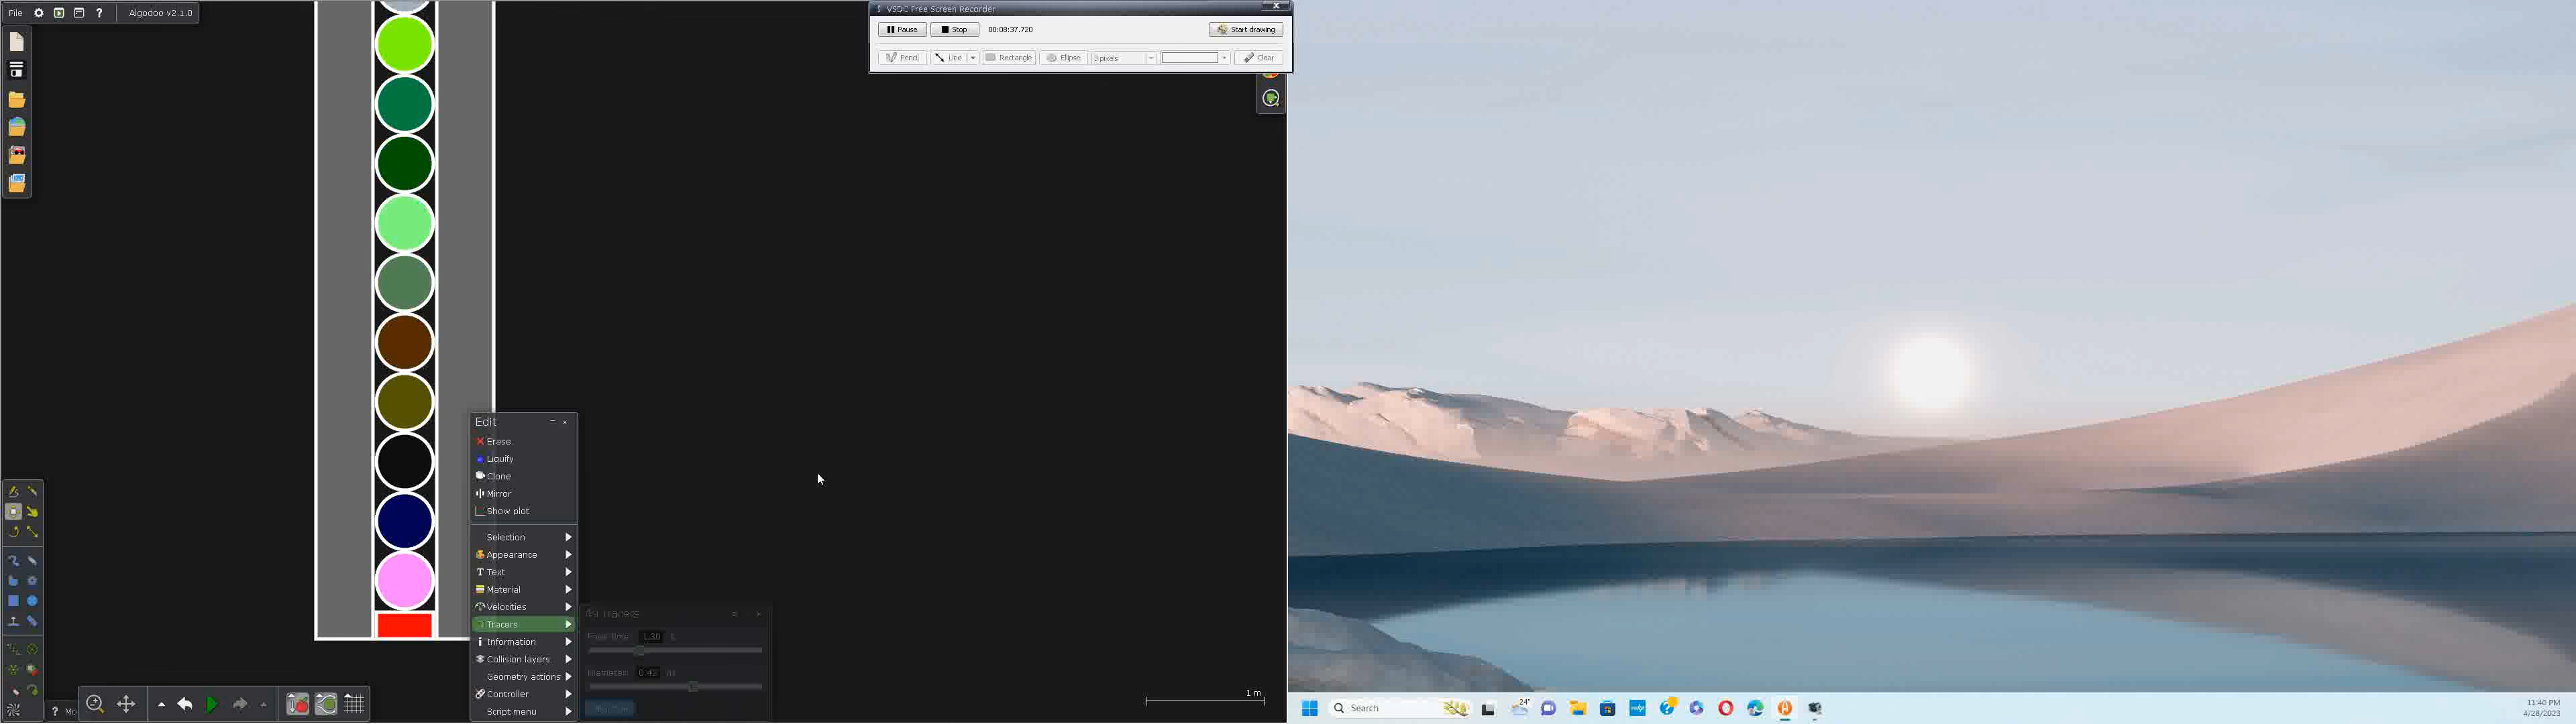 File
? Algodoo v2.1.0
VSDC Free Screen Recorder
Pause
Stop
00:08:37.720
Start drawing
Pencil
Line
Rectangle
Ellipse
3 pixels
Clear
Edit
Erase
Liquify
Clone
Mirror
Show plot
Selection
Appearance
Text
Material
Velocities
Tracers
Information
Collision layers
Geometry actions
Controller
Script menu
? Mo
1 m
Search
24°
11:40 PM
4/28/2023